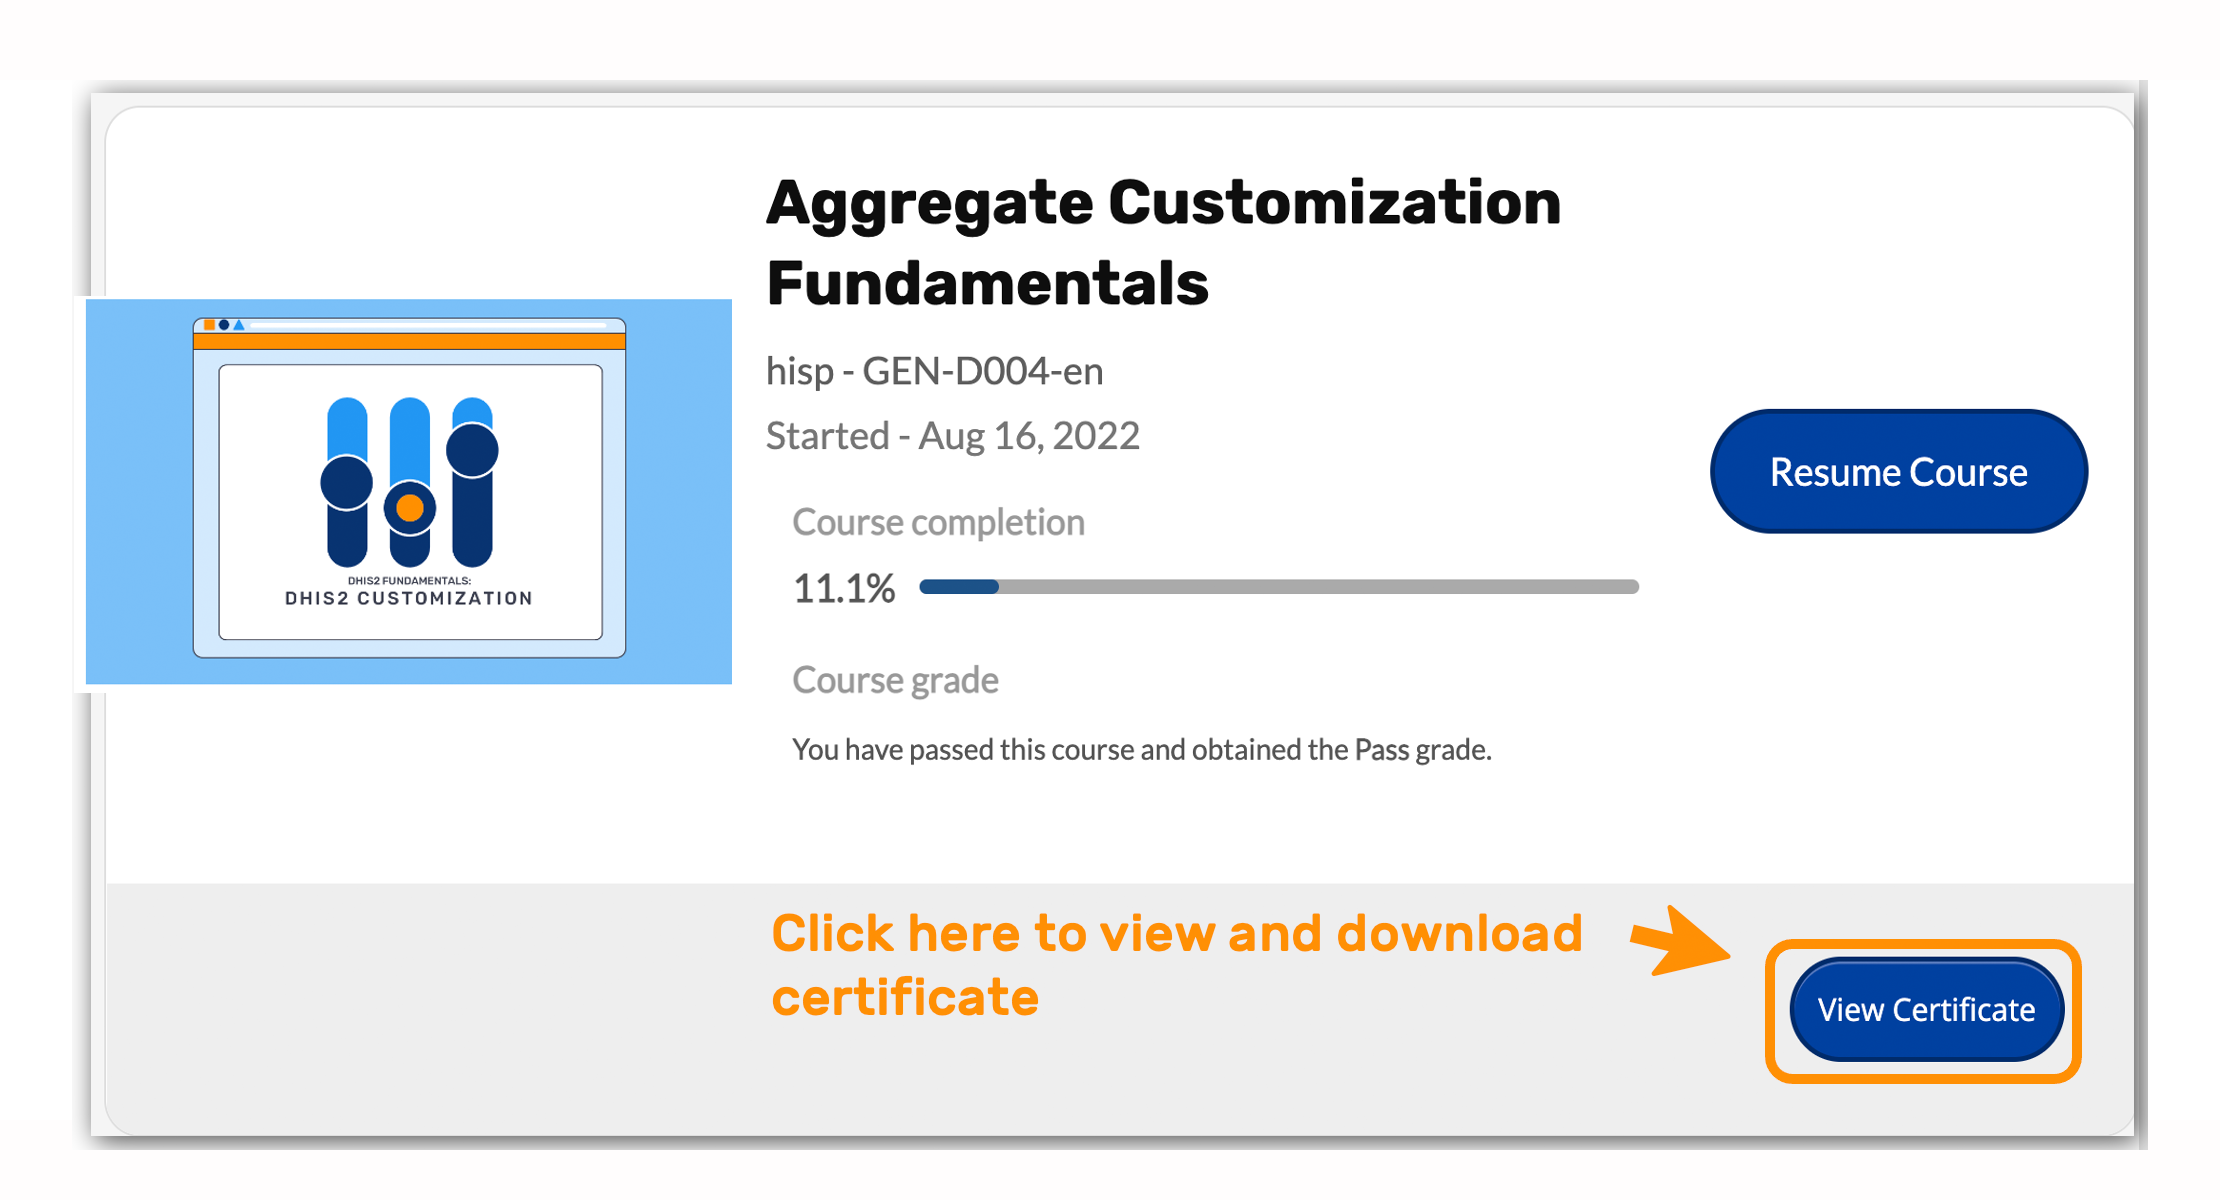 Aggregate Customization
Fundamentals
hisp - GEN-D004-en
Started - Aug 16, 2022
Resume Course
Course completion
11.1%
DHIS2 FUNDAMENTALS:
DHIS2 CUSTOMIZATION
Course grade
You have passed this course and obtained the Pass grade.
Click here to view and download
certificate
View Certificate